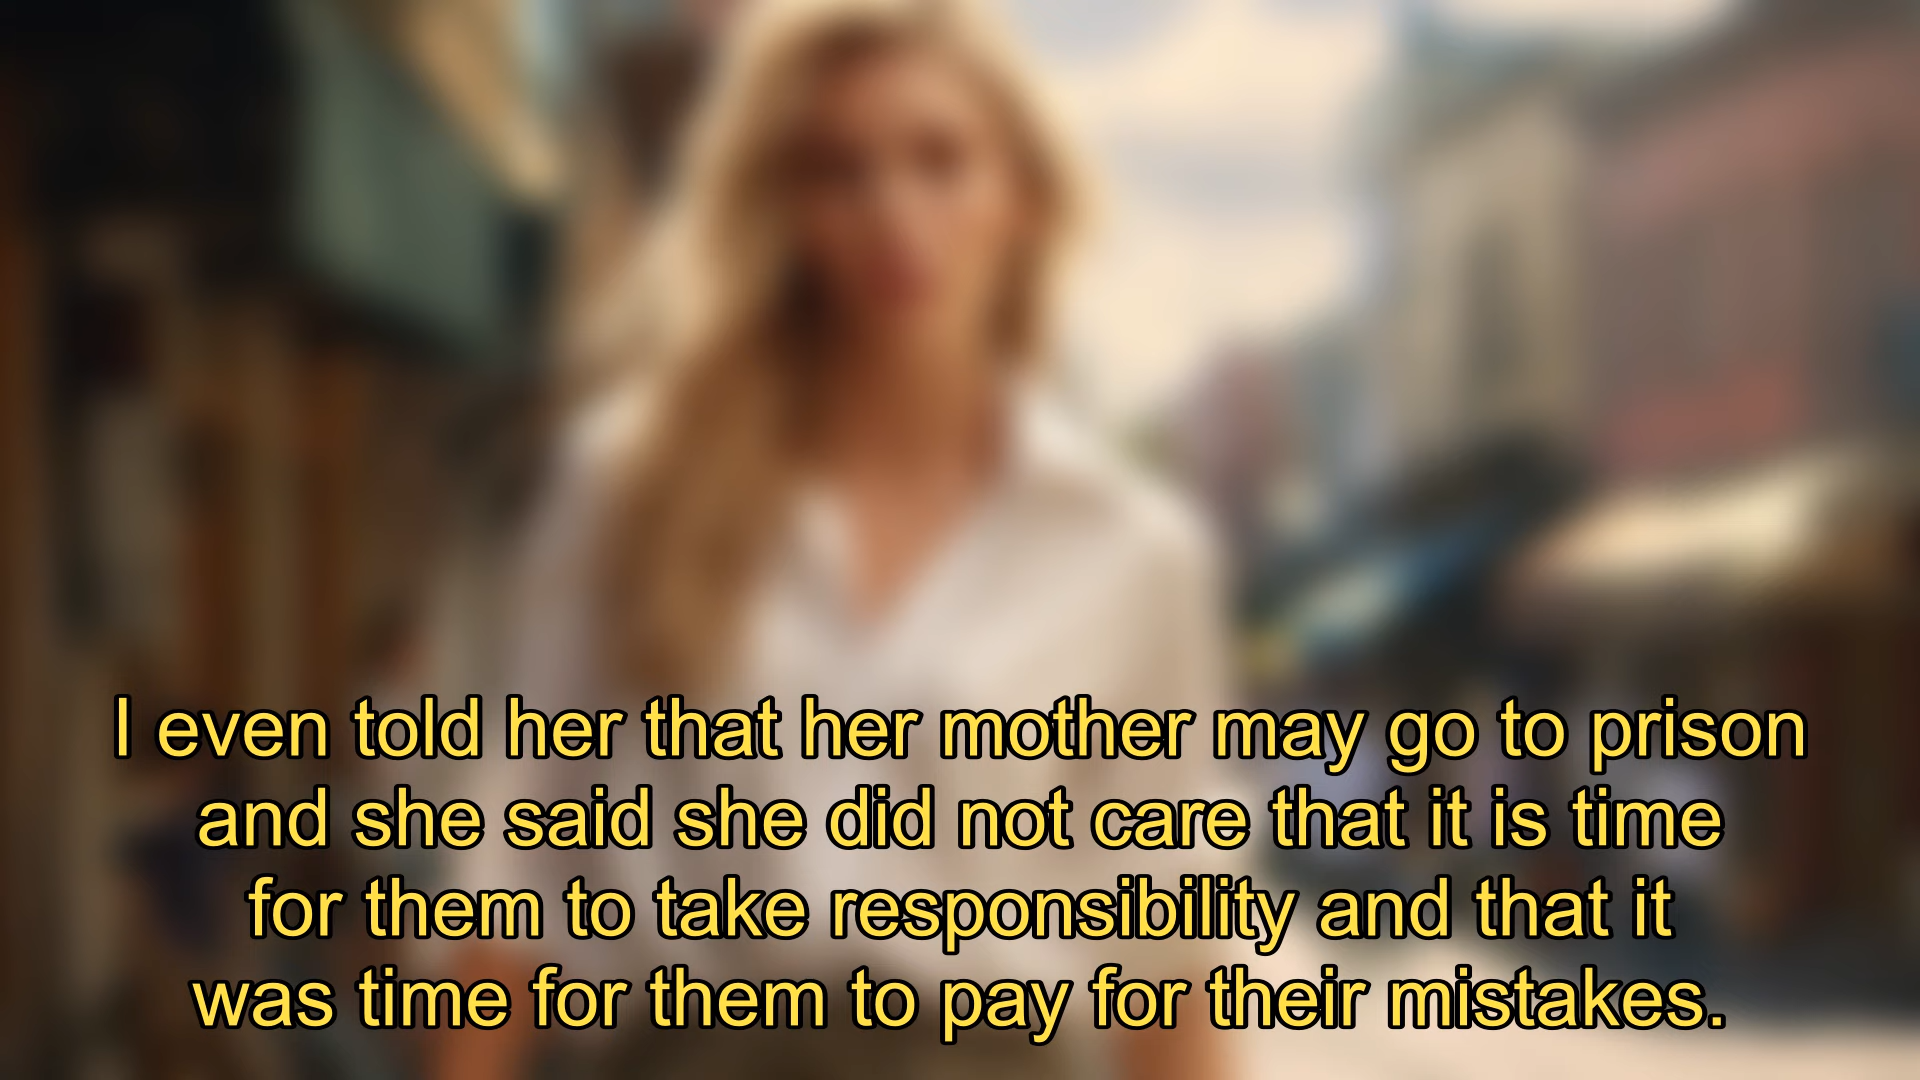 I even told her that her mother may go to prison
and she said she did not care that it is time
for them to take responsibility and that it
was time for them to pay for their mistakes.